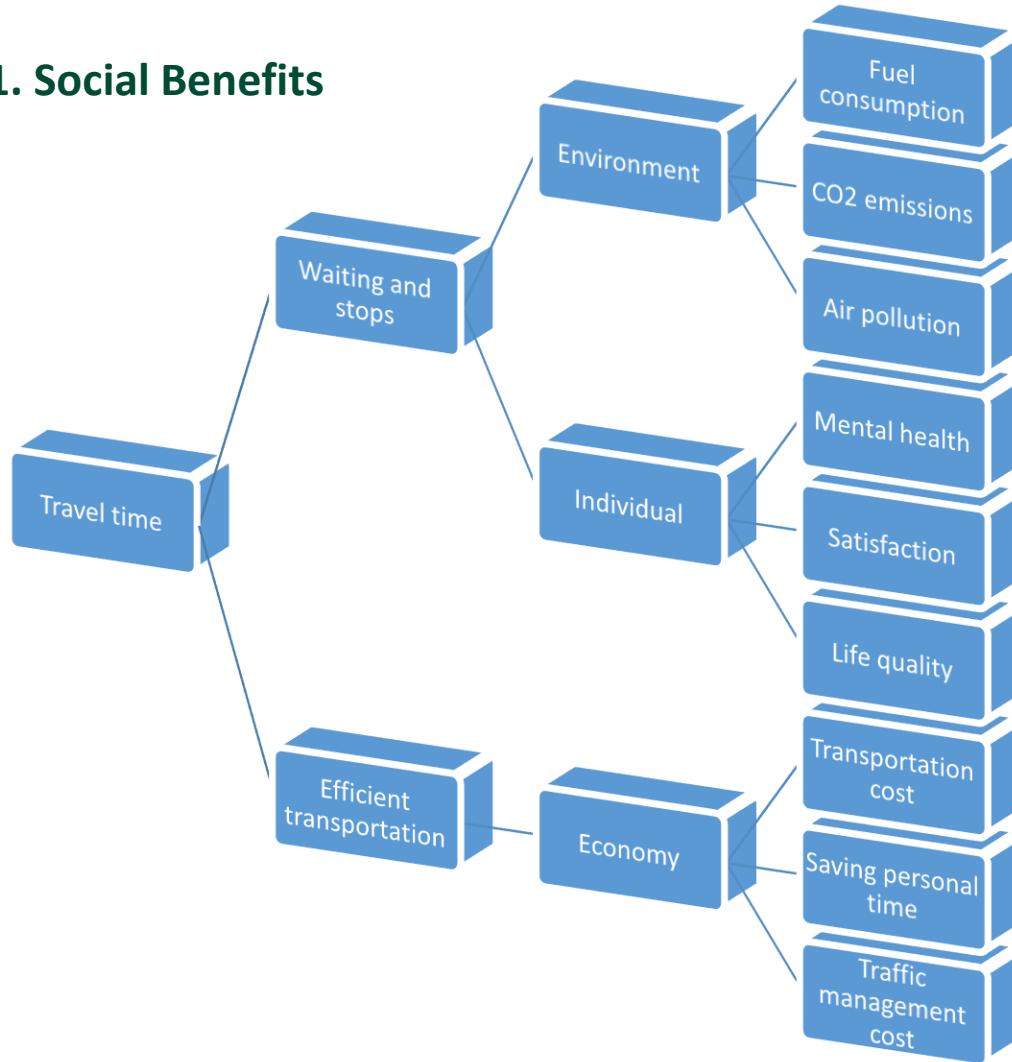 1. Social Benefits
Travel time
Waiting and
stops
Efficient
transportation
Environment
Individual
Economy
Fuel
consumption
CO2 emissions
Air pollution
Mental health
Satisfaction
Life quality
Transportation
cost
Saving personal
time
Traffic
management
cost